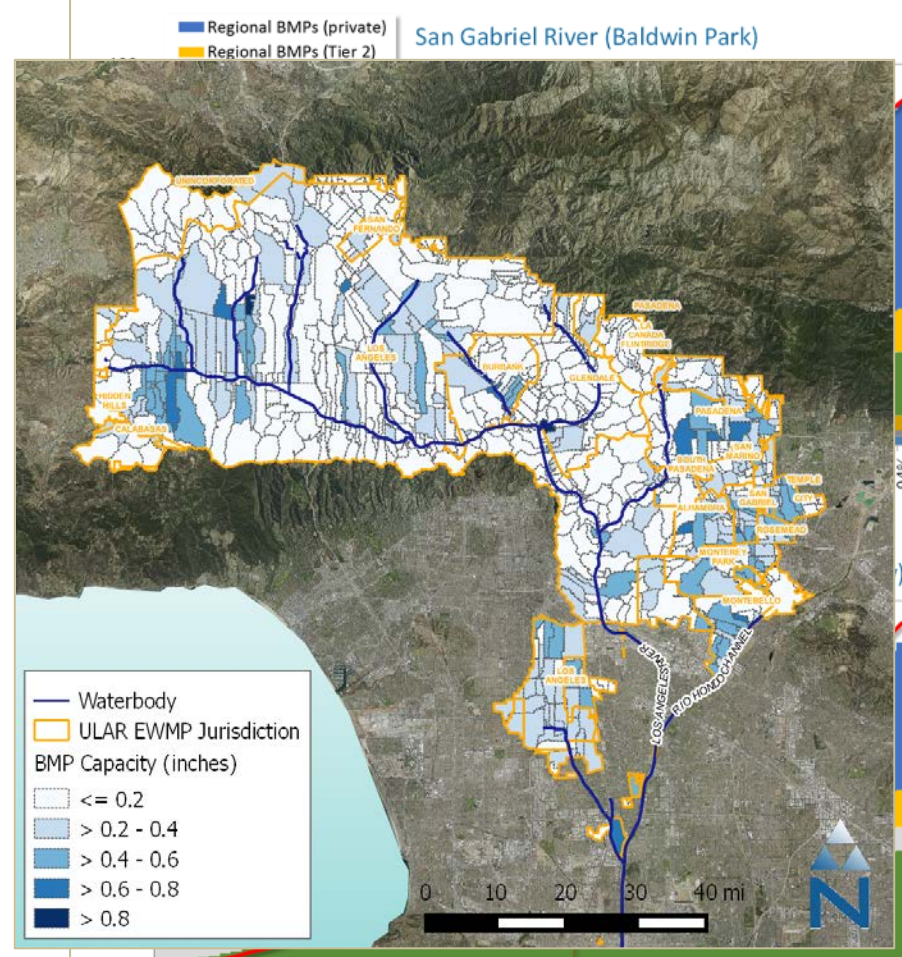 Regional BMPs (private)
Regional BMPs (Tier 2)
San Gabriel River (Baldwin Park)
UNINCORPORATED
SAN
FERNANDO
PASADENA
LA
CANADA
FLINTRIDGE
LOS
ANGELES
BURBANK
GLENDALE
HIDDEN
HILLS
CALABASAS
PASADENA
SAN
MARINO
SOUTH
PASADENA
TEMPLE
CITY
SAN
GABRIEL
ALHAMBRA
ROSEMEAD
MONTEREY
PARK
MONTEBELLO
LOS
ANGELES
LOS ANGELES RIVER
RIO HONDO CHANNEL
Waterbody
ULAR EWMP Jurisdiction
BMP Capacity (inches)
<= 0.2
> 0.2 - 0.4
> 0.4 - 0.6
> 0.6 - 0.8
> 0.8
0 10 20 30 40 mi
N